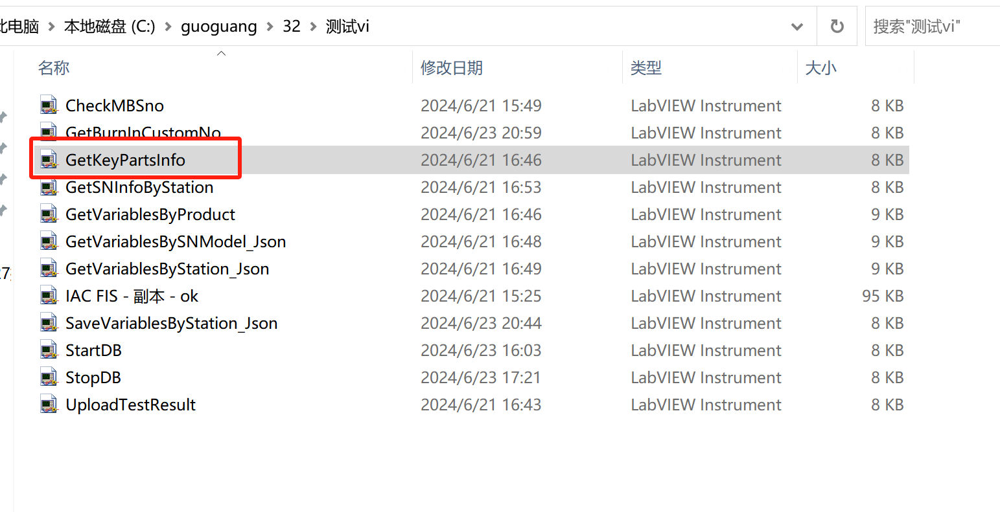 此电脑 > 本地磁盘 (C:) > guoguang > 32 > 测试vi 搜索"测试vi"
名称 修改日期 类型 大小
CheckMBSno 2024/6/21 15:49 LabVIEW Instrument 8 KB
GetBurnInCustomNo 2024/6/23 20:59 LabVIEW Instrument 8 KB
GetKeyPartsInfo 2024/6/21 16:46 LabVIEW Instrument 8 KB
GetSNInfoByStation 2024/6/21 16:53 LabVIEW Instrument 8 KB
GetVariablesByProduct 2024/6/21 16:46 LabVIEW Instrument 9 KB
GetVariablesBySNModel_Json 2024/6/21 16:48 LabVIEW Instrument 9 KB
27 GetVariablesByStation_Json 2024/6/21 16:49 LabVIEW Instrument 9 KB
IAC FIS - 副本 - ok 2024/6/21 15:25 LabVIEW Instrument 95 KB
SaveVariablesByStation_Json 2024/6/23 20:44 LabVIEW Instrument 8 KB
StartDB 2024/6/23 16:03 LabVIEW Instrument 8 KB
StopDB 2024/6/23 17:21 LabVIEW Instrument 8 KB
UploadTestResult 2024/6/21 16:43 LabVIEW Instrument 8 KB